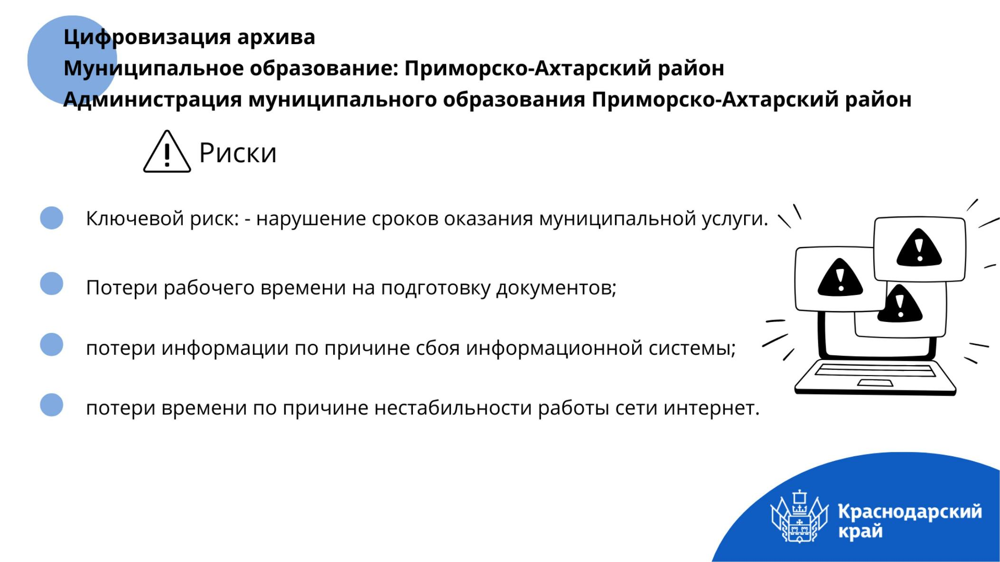 Цифровизация архива
Муниципальное образование: Приморско-Ахтарский район
Администрация муниципального образования Приморско-Ахтарский район
Риски
Ключевой риск: - нарушение сроков оказания муниципальной услуги.
Потери рабочего времени на подготовку документов;
потери информации по причине сбоя информационной системы;
потери времени по причине нестабильности работы сети интернет.
Краснодарский
край